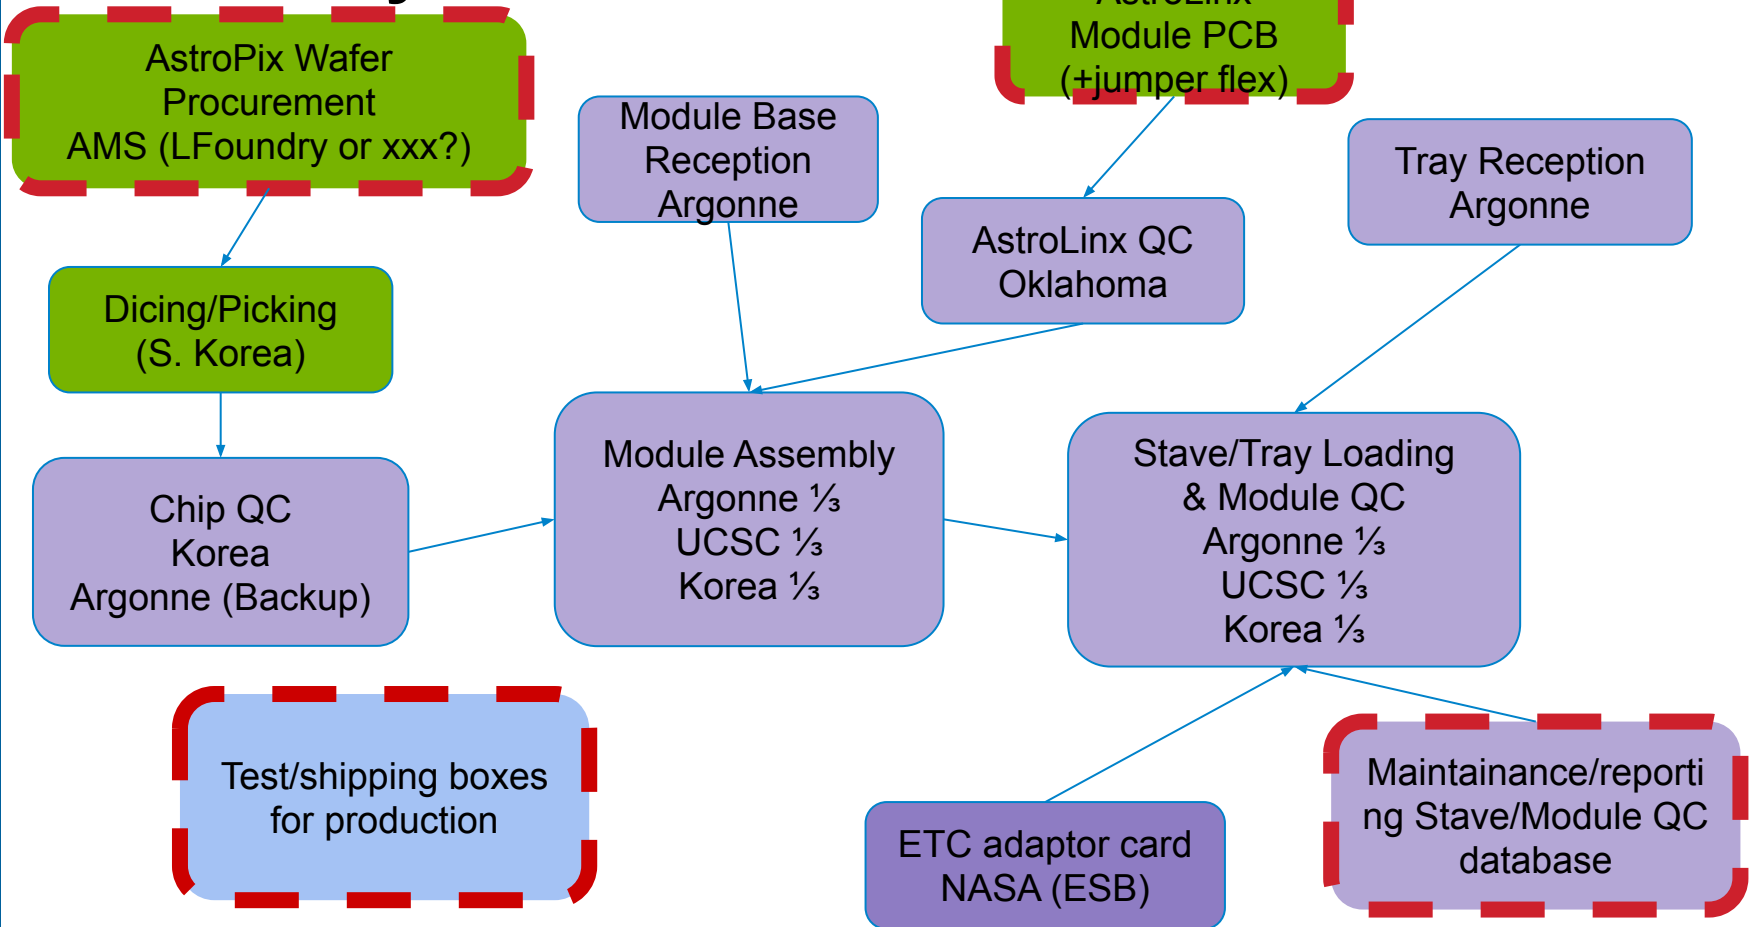 AstroPix Wafer
Procurement
AMS (LFoundry or xxx?)
AstroLinx
Module PCB
(+jumper flex)
Module Base
Reception
Argonne
Tray Reception
Argonne
AstroLinx QC
Oklahoma
Dicing/Picking
(S. Korea)
Chip QC
Korea
Argonne (Backup)
Module Assembly
Argonne ⅓
UCSC ⅓
Korea ⅓
Stave/Tray Loading
& Module QC
Argonne ⅓
UCSC ⅓
Korea ⅓
Test/shipping boxes
for production
ETC adaptor card
NASA (ESB)
Maintainance/reporti
ng Stave/Module QC
database